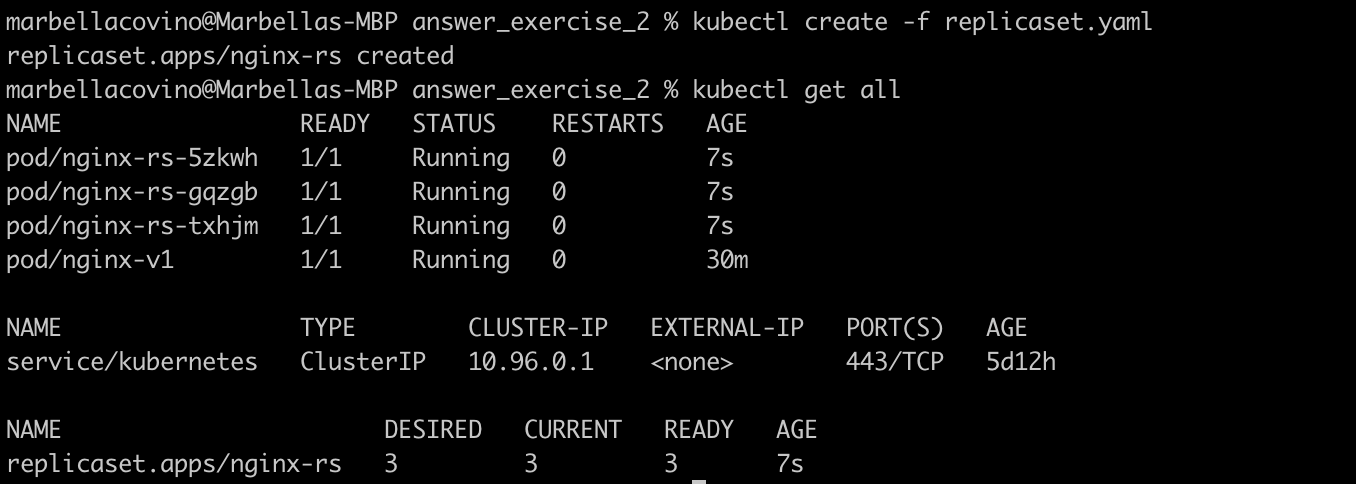 marbellacovino@Marbellas-MBP answer_exercise_2 % kubectl create -f replicaset.yaml
replicaset.apps/nginx-rs created
marbellacovino@Marbellas-MBP answer_exercise_2 % kubectl get all
NAME READY STATUS RESTARTS AGE
pod/nginx-rs-5zkwh 1/1 Running 0 7s
pod/nginx-rs-gqzgb 1/1 Running 0 7s
pod/nginx-rs-txhjm 1/1 Running 0 7s
pod/nginx-v1 1/1 Running 0 30m
NAME TYPE CLUSTER-IP EXTERNAL-IP PORT(S) AGE
service/kubernetes ClusterIP 10.96.0.1 <none> 443/TCP 5d12h
NAME DESIRED CURRENT READY AGE
replicaset.apps/nginx-rs 3 3 3 7s